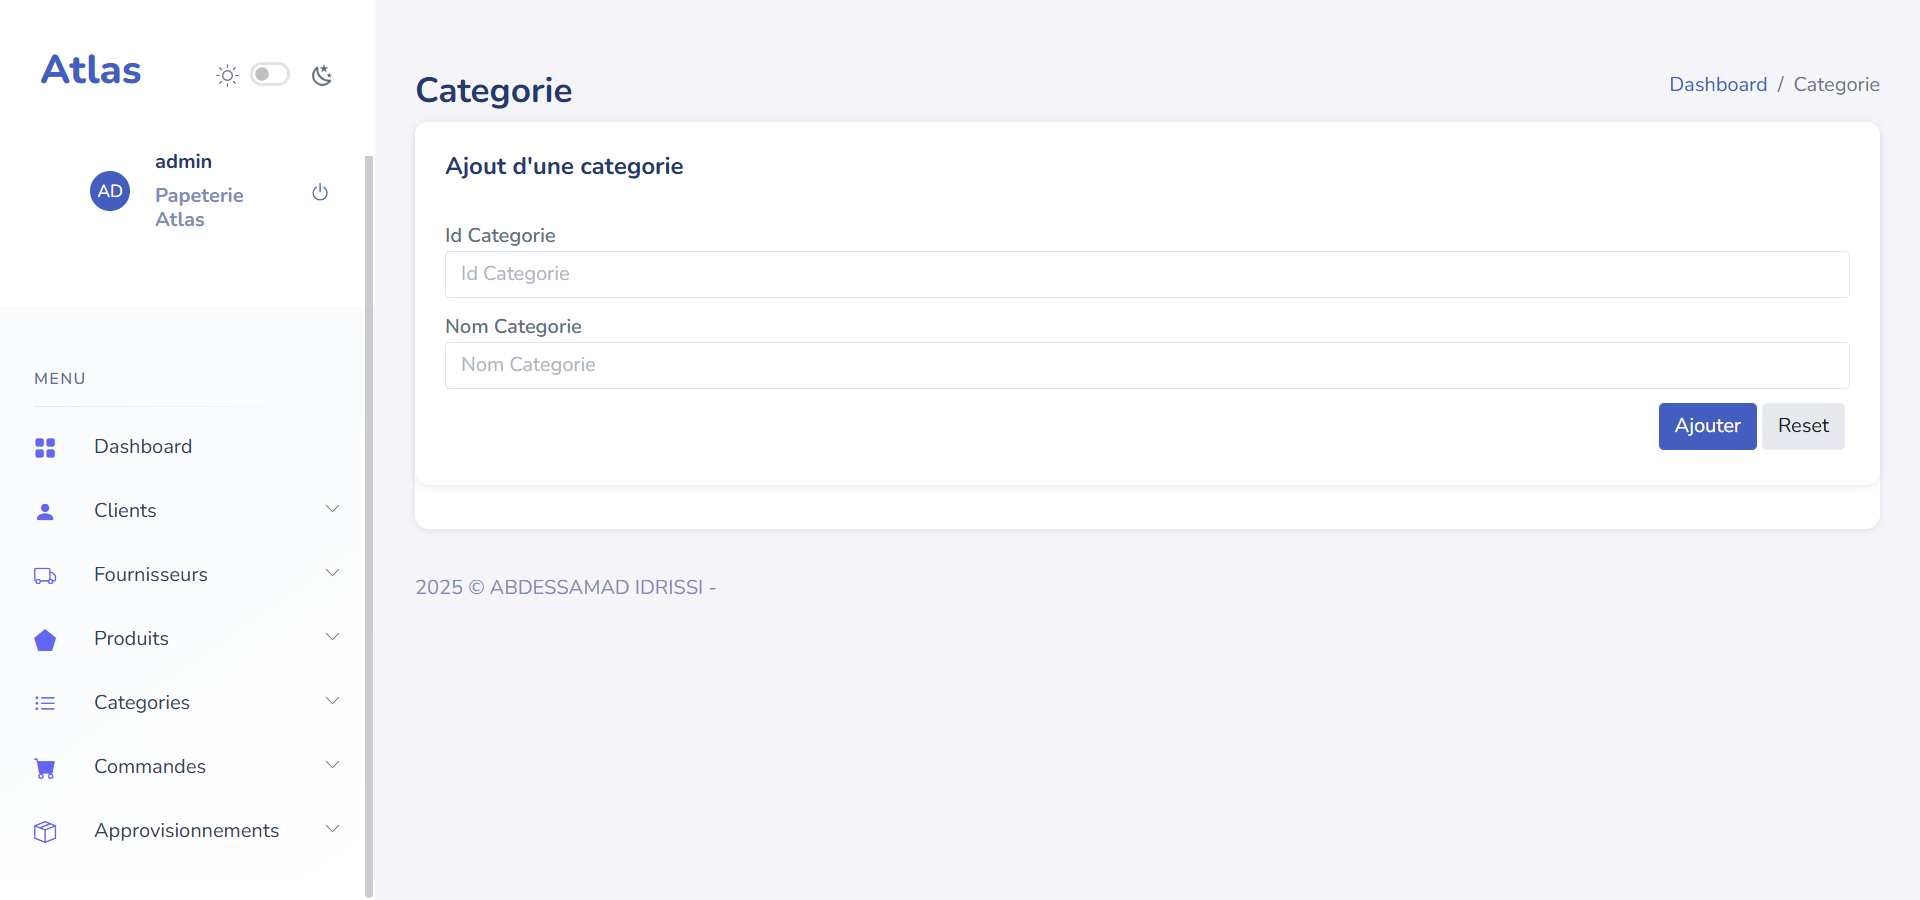 Atlas
AD
admin
Papeterie
Atlas
MENU
Dashboard
Clients
Fournisseurs
Produits
Categories
Commandes
Approvisionnements
Categorie
Dashboard / Categorie
Ajout d'une categorie
Id Categorie
Id Categorie
Nom Categorie
Nom Categorie
Ajouter
Reset
2025 © ABDESSAMAD IDRISSI -